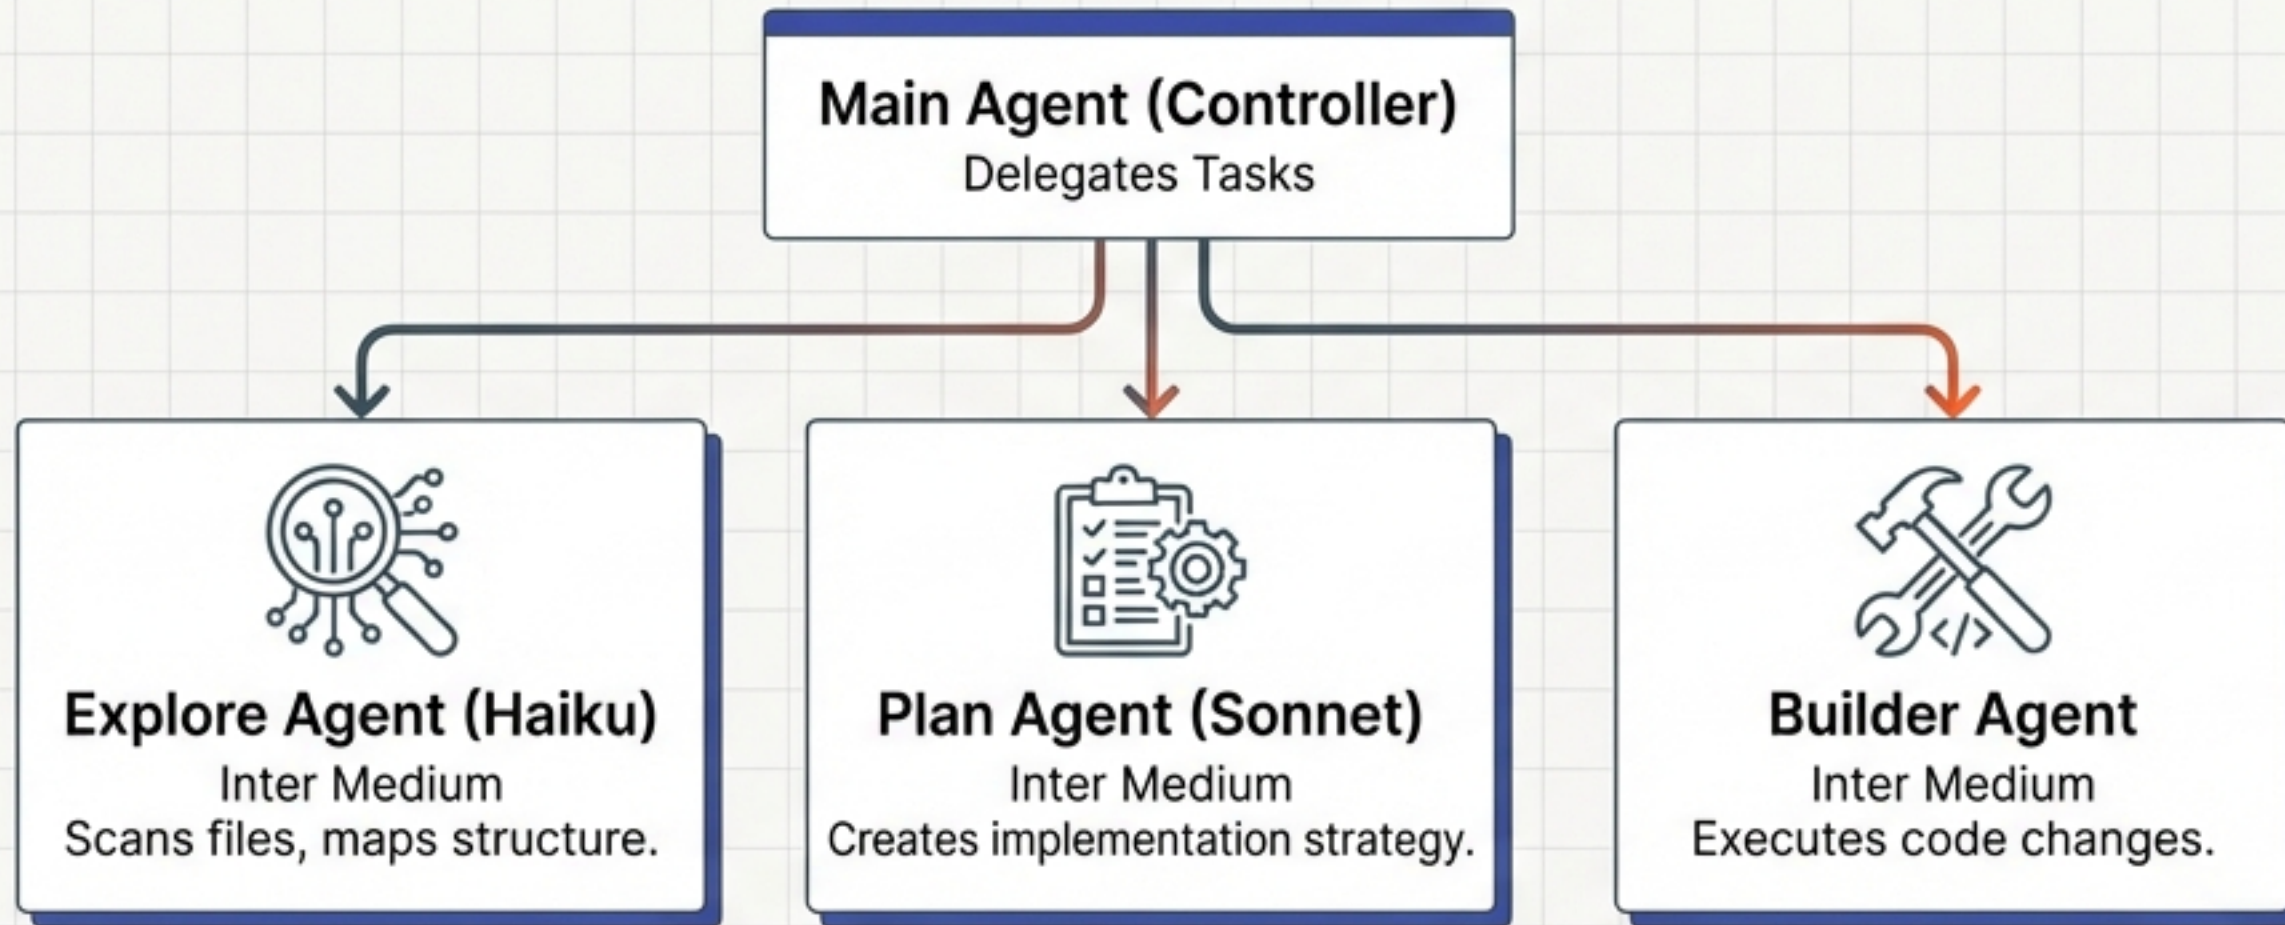 Main Agent (Controller)
Delegates Tasks
Explore Agent (Haiku)
Inter Medium
Scans files, maps structure.
Plan Agent (Sonnet)
Inter Medium
Creates implementation strategy.
</>
Builder Agent
Inter Medium
Executes code changes.